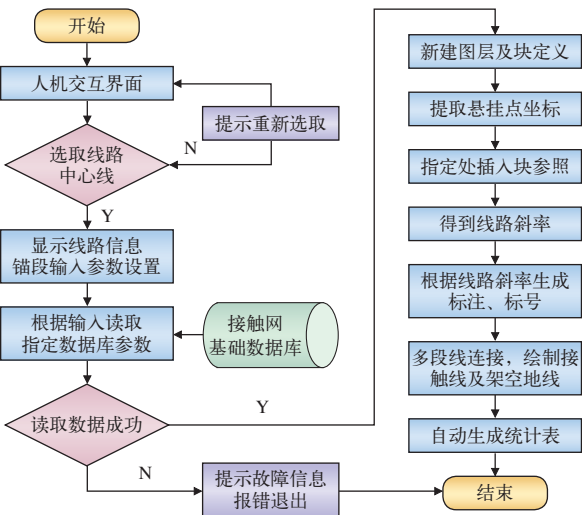 开始
人机交互界面
提示重新选取
N
选取线路
中心线
Y
显示线路信息
锚段输入参数设置
根据输入读取
指定数据库参数
接触网
基础数据库
读取数据成功
Y
N
提示故障信息
报错退出
新建图层及块定义
提取悬挂点坐标
指定处插入块参照
得到线路斜率
根据线路斜率生成
标注、标号
多段线连接，绘制接
触线及架空地线
自动生成统计表
结束